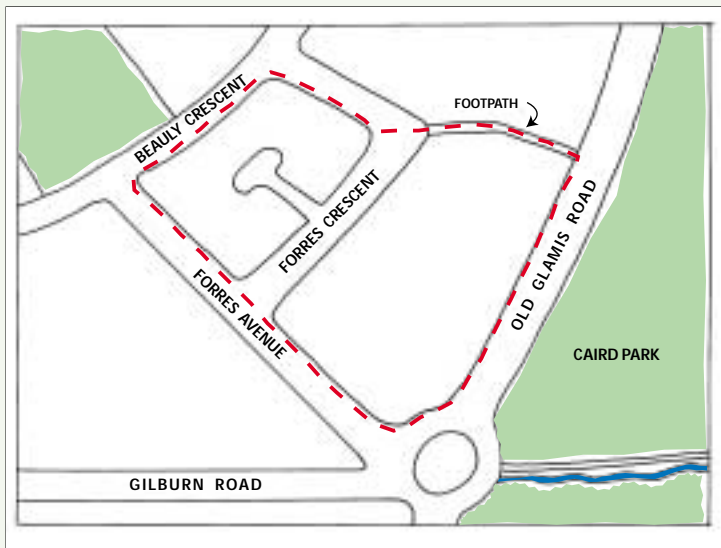 BEAULY CRESCENT
FOOTPATH
FORRES CRESCENT
OLD GLAMIS ROAD
FORRES AVENUE
CAIRD PARK
GILBURN ROAD